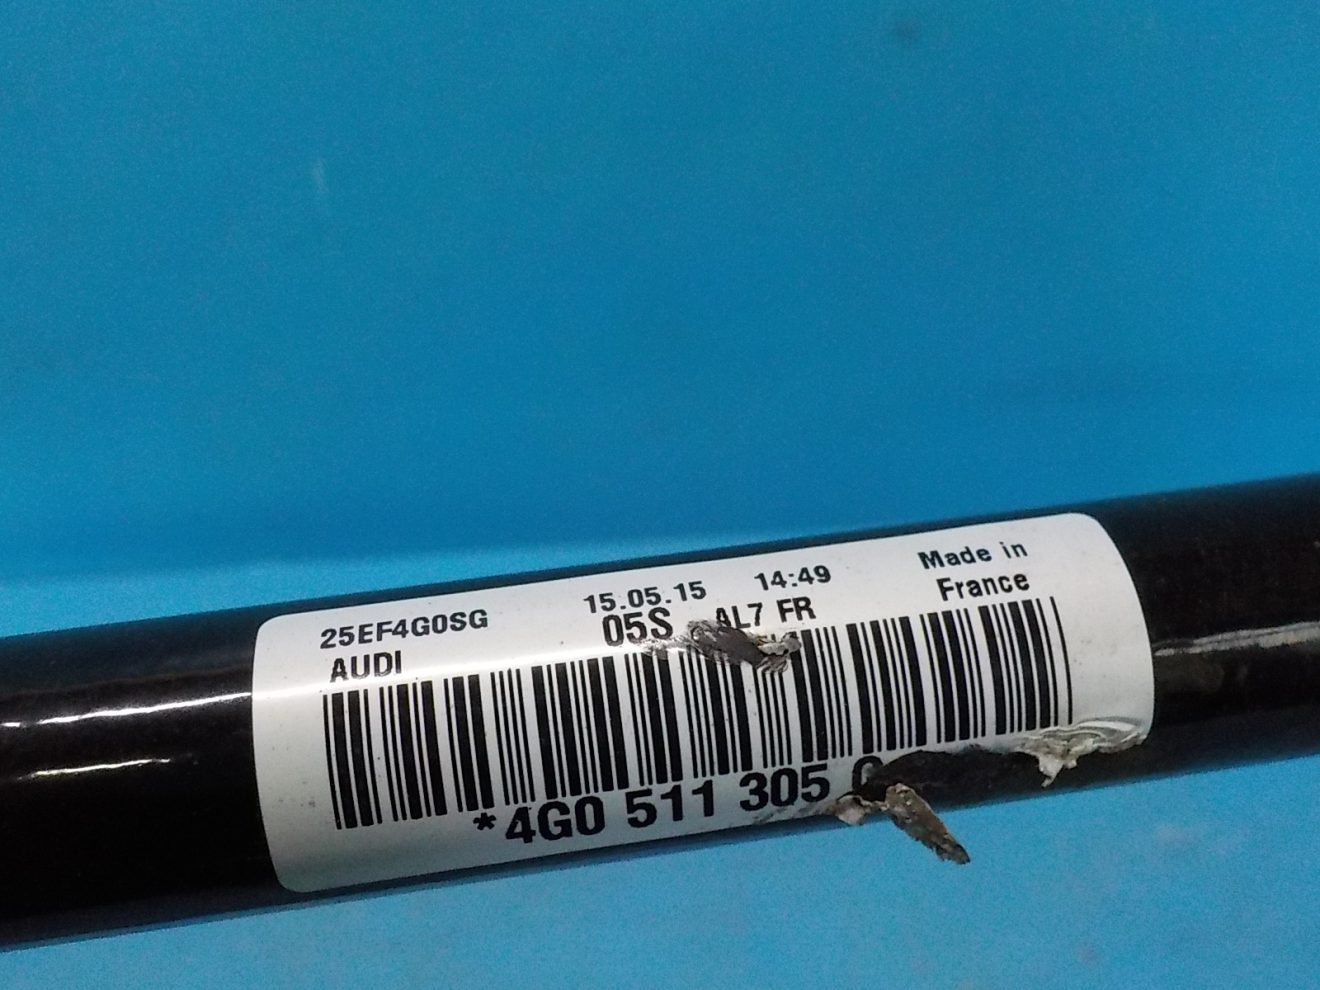 25EF4G0SG 15.05.15 14:49 Made in
AUDI 05S AL7 FR France
*4G0 511 305